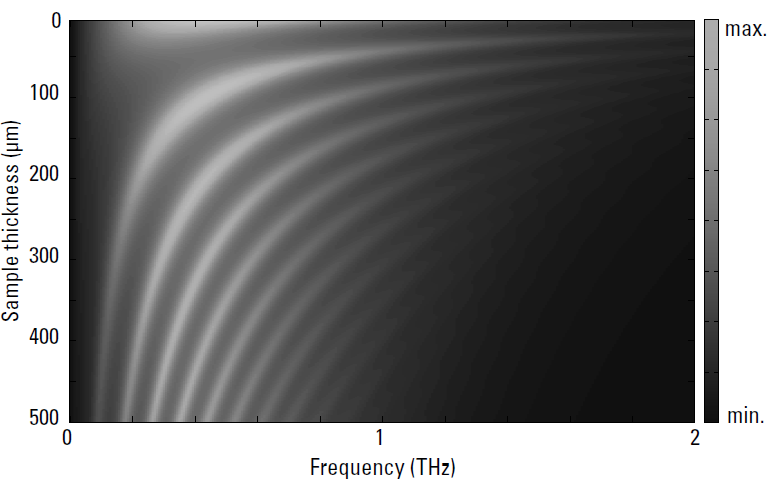 0
100
200
300
400
500
Sample thickness (µm)
0
1
2
Frequency (THz)
max.
min.